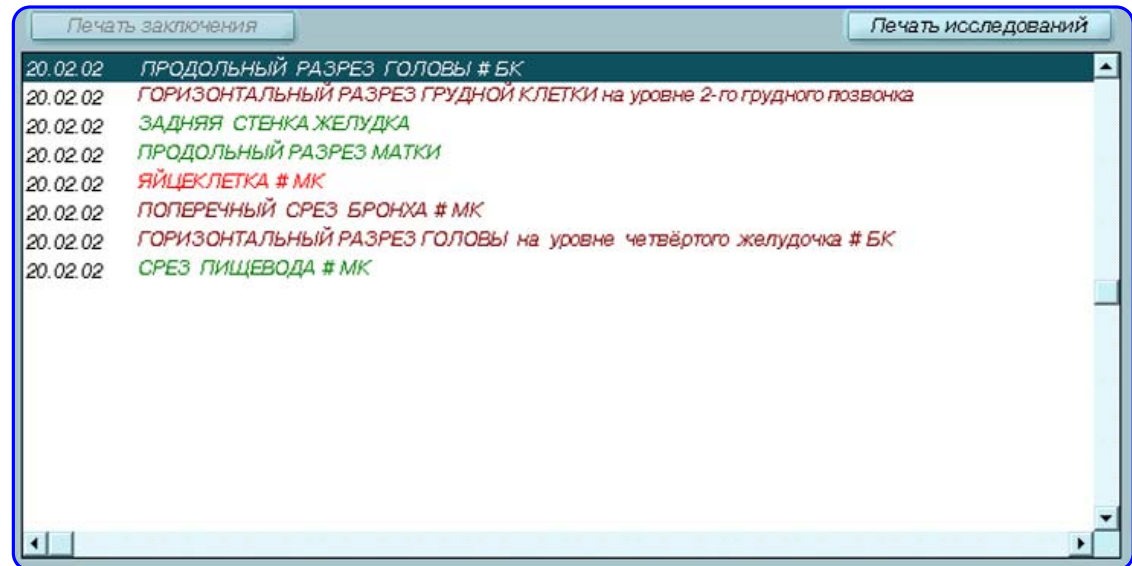 Печать заключения
Печать исследований
20.02.02 ПРОДОЛЬНЫЙ РАЗРЕЗ ГОЛОВЫ # БК
20.02.02 ГОРИЗОНТАЛЬНЫЙ РАЗРЕЗ ГРУДНОЙ КЛЕТКИ на уровне 2-го грудного позвонка
20.02.02 ЗАДНЯЯ СТЕНКА ЖЕЛУДКА
20.02.02 ПРОДОЛЬНЫЙ РАЗРЕЗ МАТКИ
20.02.02 ЯЙЦЕКЛЕТКА # МК
20.02.02 ПОПЕРЕЧНЫЙ СРЕЗ БРОНХА # МК
20.02.02 ГОРИЗОНТАЛЬНЫЙ РАЗРЕЗ ГОЛОВЫ на уровне четвёртого желудочка # БК
20.02.02 СРЕЗ ПИЩЕВОДА # МК